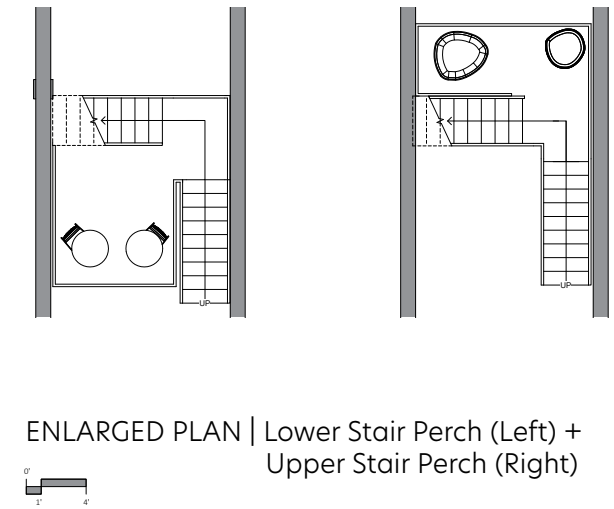 UP
UP
ENLARGED PLAN | Lower Stair Perch (Left) +
Upper Stair Perch (Right)
0'
1'
4'